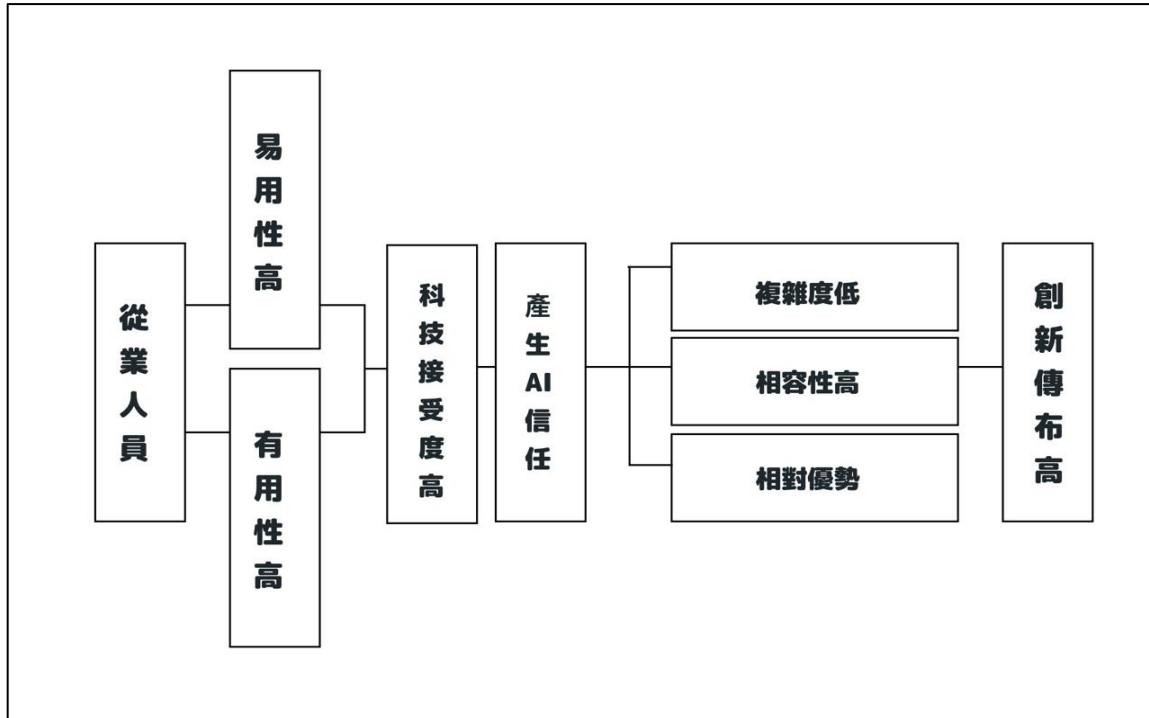 從業人員
易用性高
有用性高
科技接受度高
產生AI信任
複雜度低
相容性高
相對優勢
創新傳布高